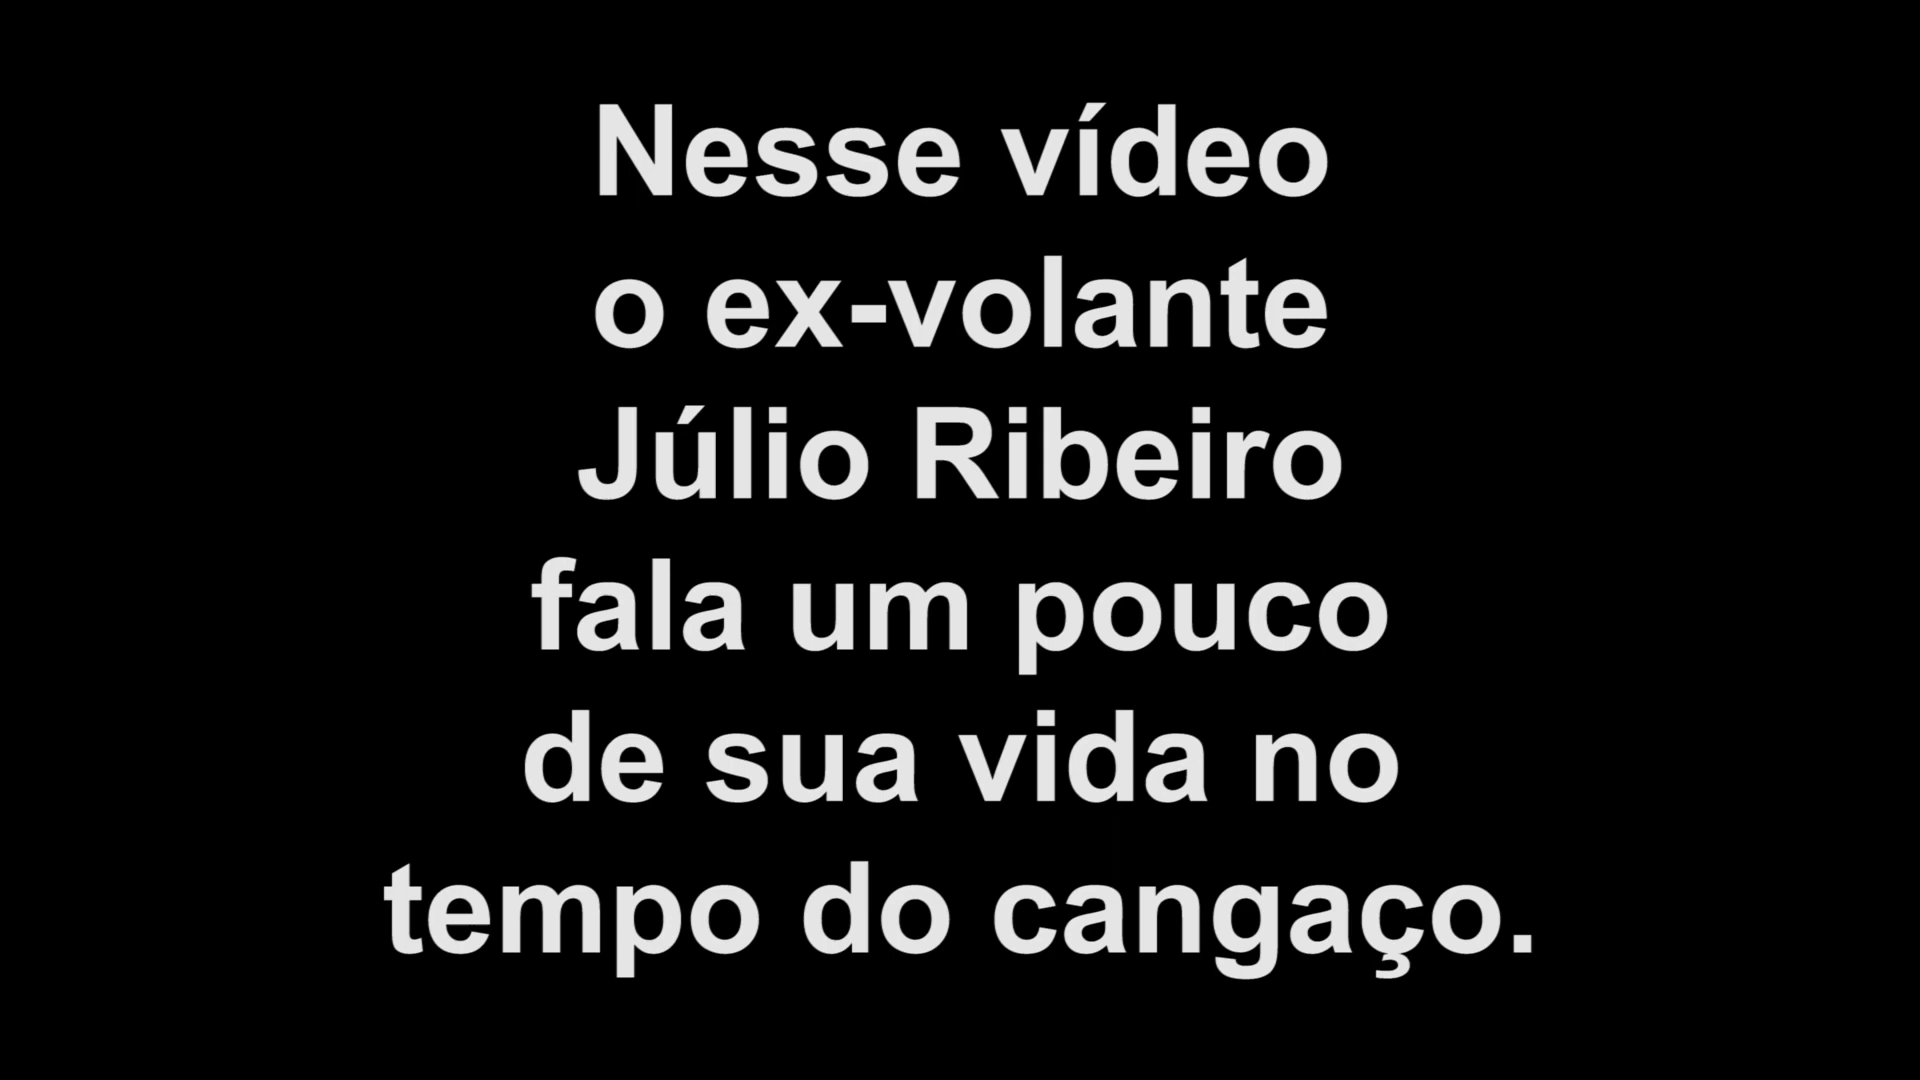 Nesse vídeo
o ex-volante
Júlio Ribeiro
fala um pouco
de sua vida no
tempo do cangaço.